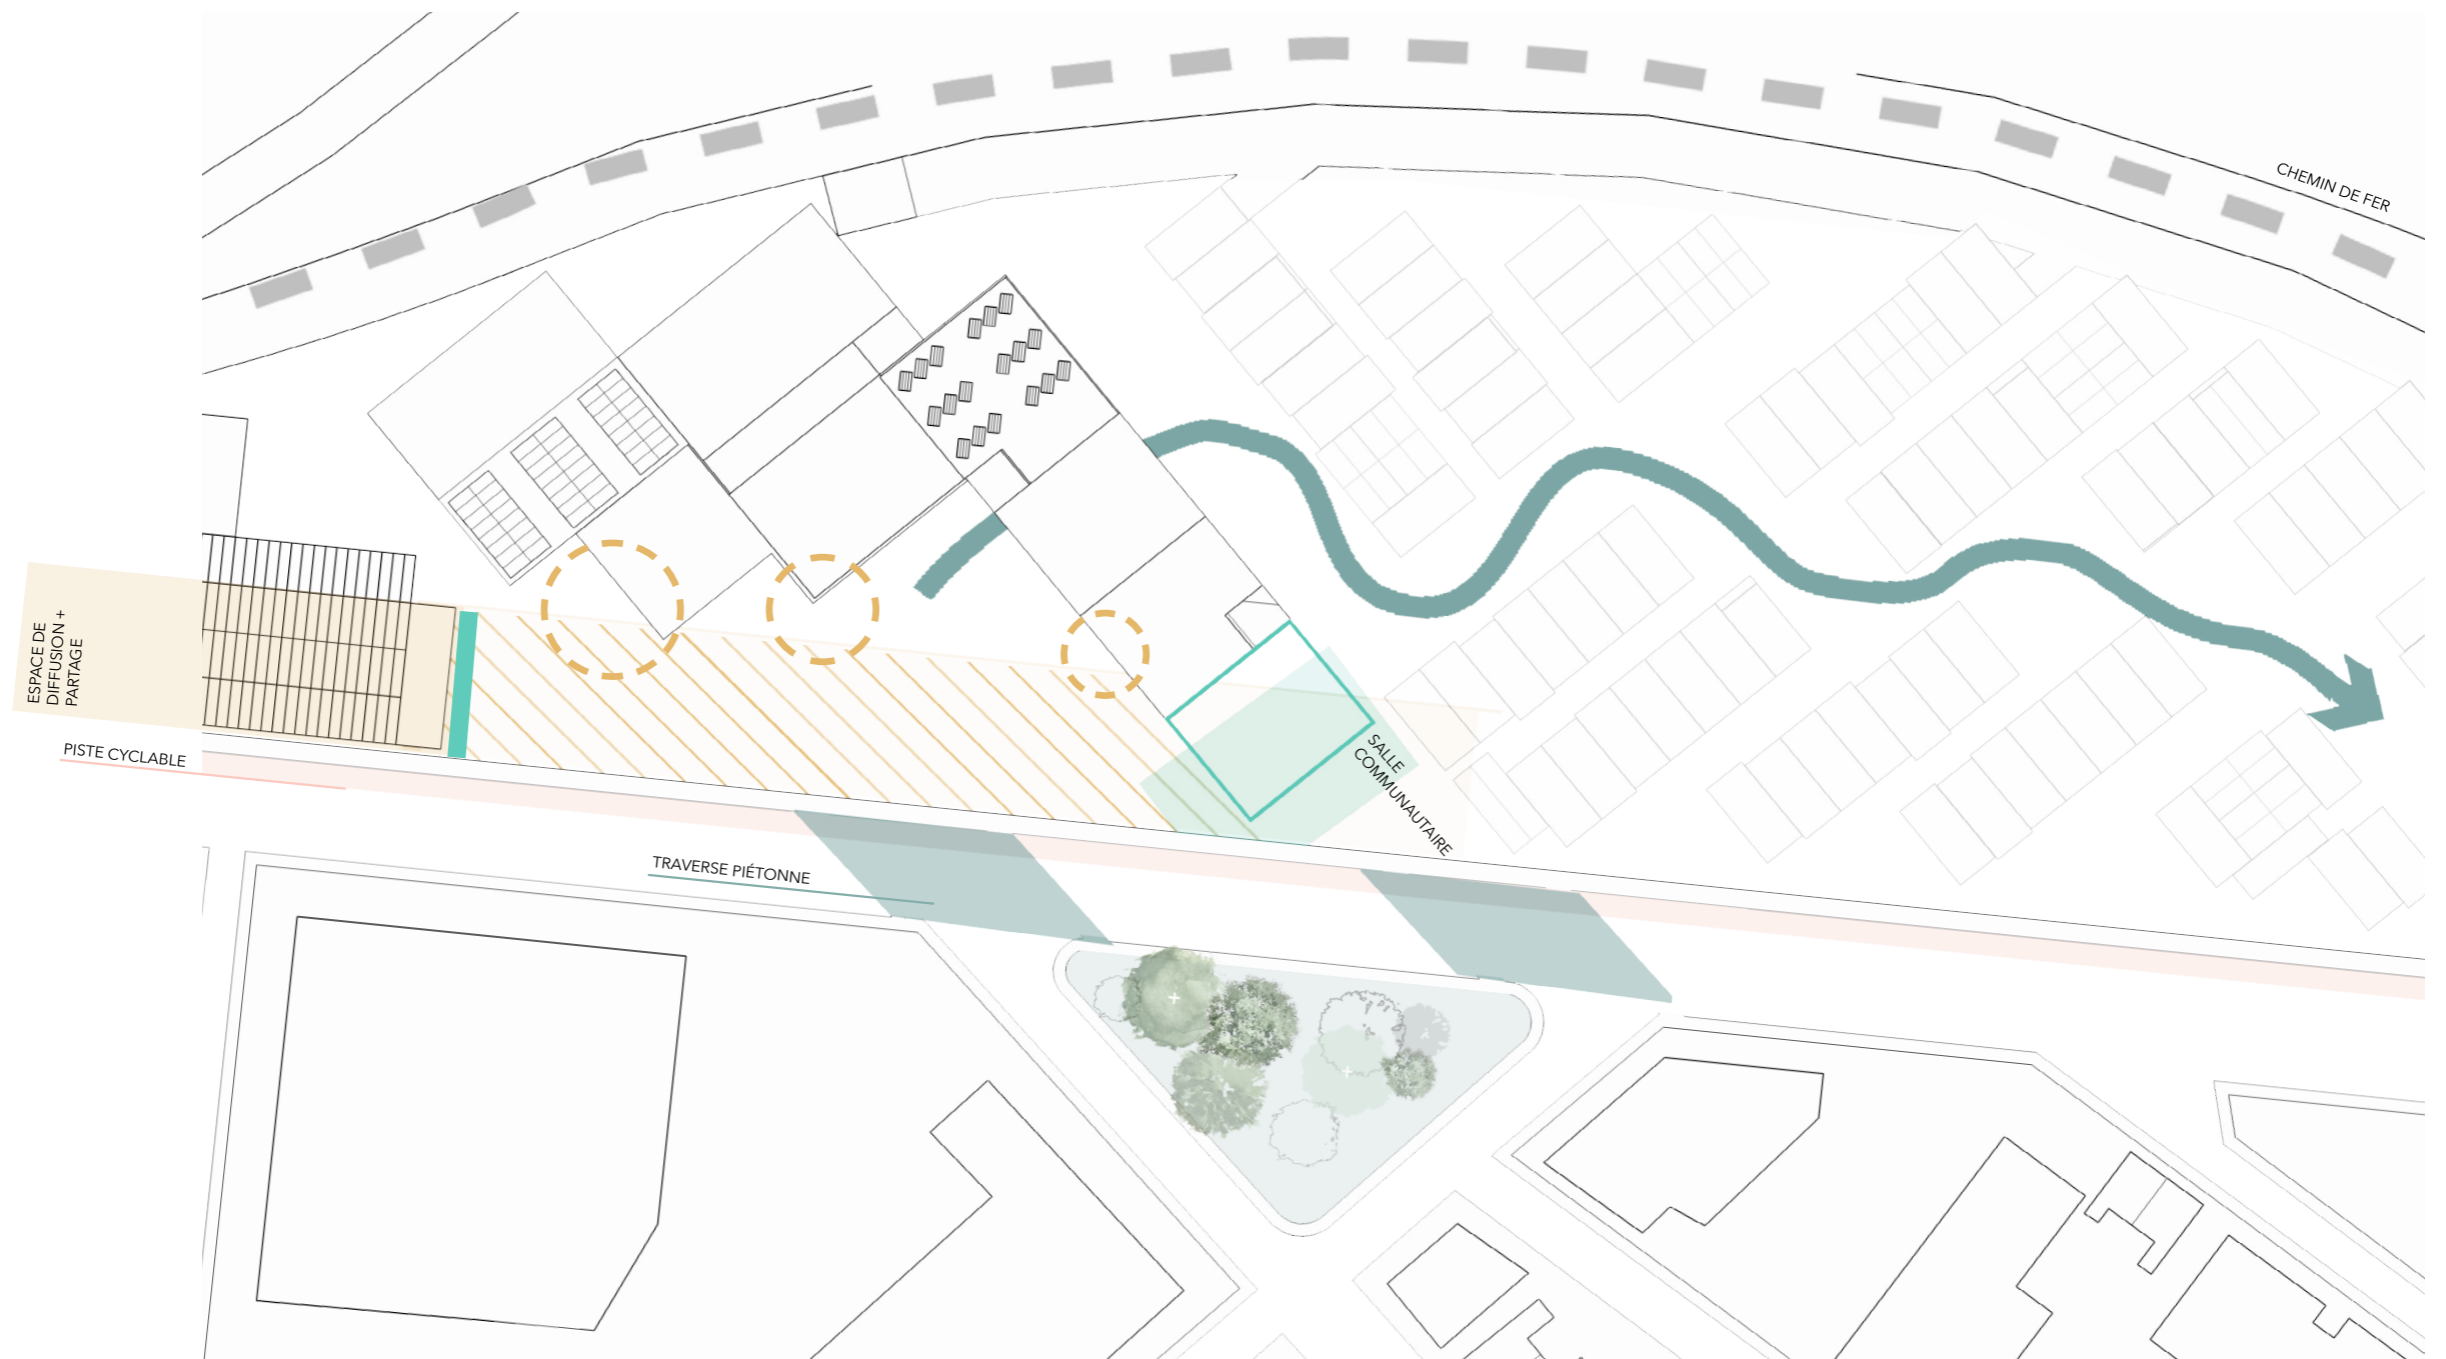 CHEMIN DE FER
ESPACE DE
DIFFUSION +
PARTAGE
PISTE CYCLABLE
SALLE
COMMUNAUTAIRE
TRAVERSE PIÉTONNE